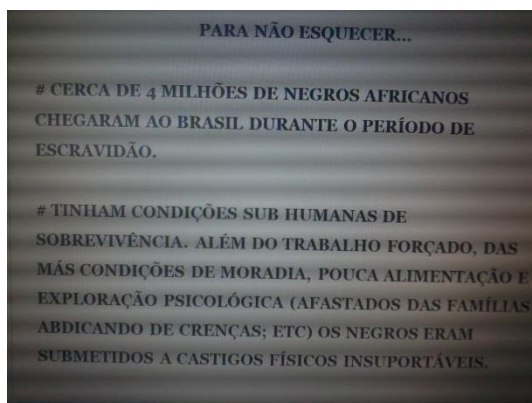 PARA NÃO ESQUECER...
# CERCA DE 4 MILHÕES DE NEGROS AFRICANOS
CHEGARAM AO BRASIL DURANTE O PERÍODO DE
ESCRAVIDÃO.
# TINHAM CONDIÇÕES SUB HUMANAS DE
SOBREVIVÊNCIA. ALÉM DO TRABALHO FORÇADO, DAS
MÁS CONDIÇÕES DE MORADIA, POUCA ALIMENTAÇÃO E
EXPLORAÇÃO PSICOLÓGICA (AFASTADOS DAS FAMÍLIAS
ABDICANDO DE CRENÇAS; ETC) OS NEGROS ERAM
SUBMETIDOS A CASTIGOS FÍSICOS INSUPORTÁVEIS.